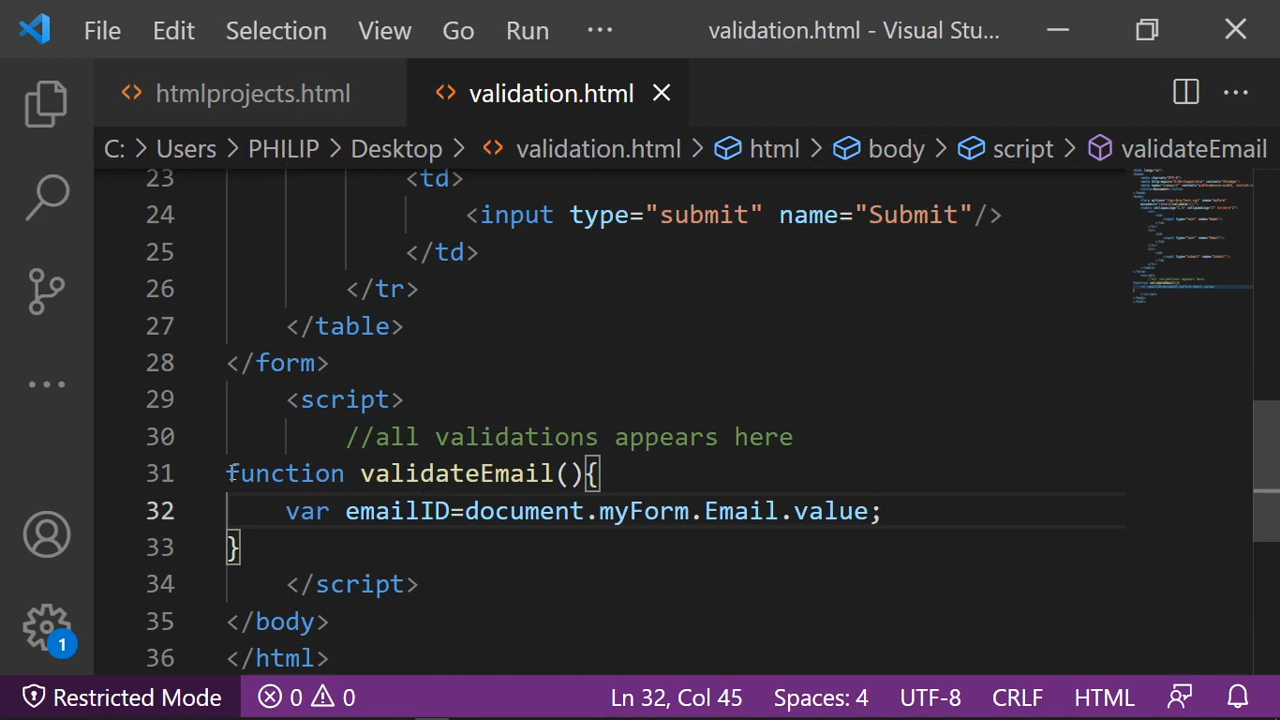 File Edit Selection View Go Run ··· validation.html - Visual Stu...
htmlprojects.html validation.html
C: > Users > PHILIP > Desktop > validation.html > html > body > script > validateEmail
23 <td>
24 <input type="submit" name="Submit"/>
25 </td>
26 </tr>
27 </table>
28 </form>
29 <script>
30 //all validations appears here
31 function validateEmail(){
32 var emailID=document.myForm.Email.value;
33 }
34 </script>
35 </body>
36 </html>
1
Restricted Mode 0 0 Ln 32, Col 45 Spaces: 4 UTF-8 CRLF HTML